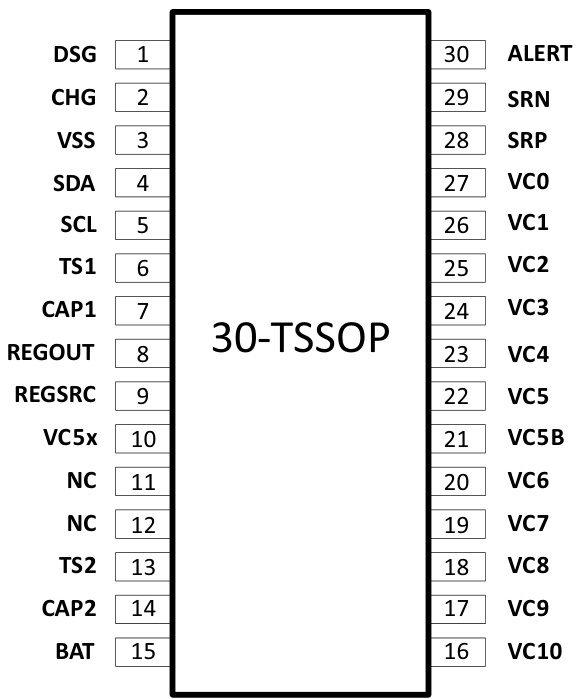 DSG 1 30 ALERT
CHG 2 29 SRN
VSS 3 28 SRP
SDA 4 27 VC0
SCL 5 26 VC1
TS1 6 25 VC2
CAP1 7 24 VC3
30-TSSOP
REGOUT 8 23 VC4
REGSRC 9 22 VC5
VC5x 10 21 VC5B
NC 11 20 VC6
NC 12 19 VC7
TS2 13 18 VC8
CAP2 14 17 VC9
BAT 15 16 VC10